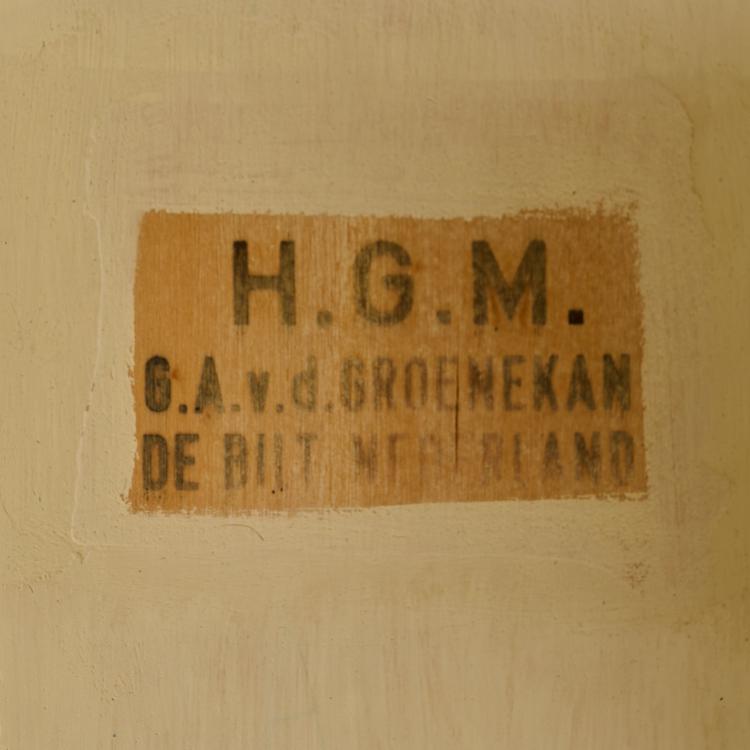 H.G.M.
G.A.v.d.GROENEKAN
DE BILT NEDERLAND